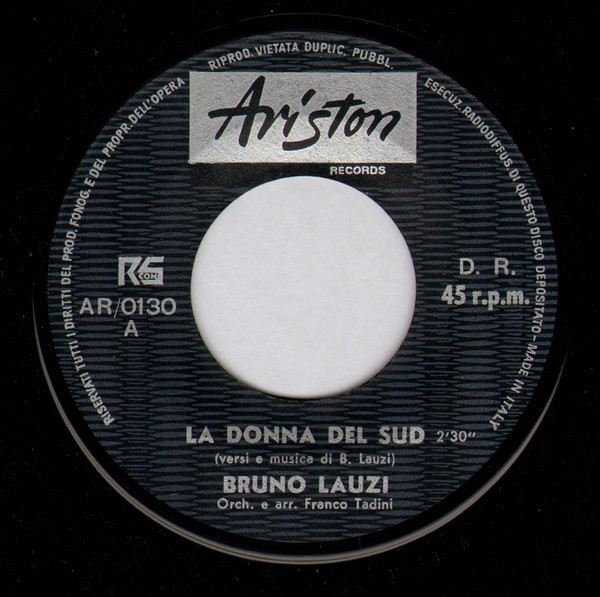 RISERVATI TUTTI I DIRITTI DEL PROD. FONOG. E DEL PROPR. DELL'OPERA
RIPROD. VIETATA DUPLIC. PUBBL.
ESECUZ. RADIODIFFUS. DI QUESTO DISCO DEPOSITATO - MADE IN ITALY
Ariston
RECORDS
AR/0130
A
D. R.
45 r.p.m.
LA DONNA DEL SUD 2'30"
(versi e musica di B. Lauzi)
BRUNO LAUZI
Orch. e arr. Franco Tadini